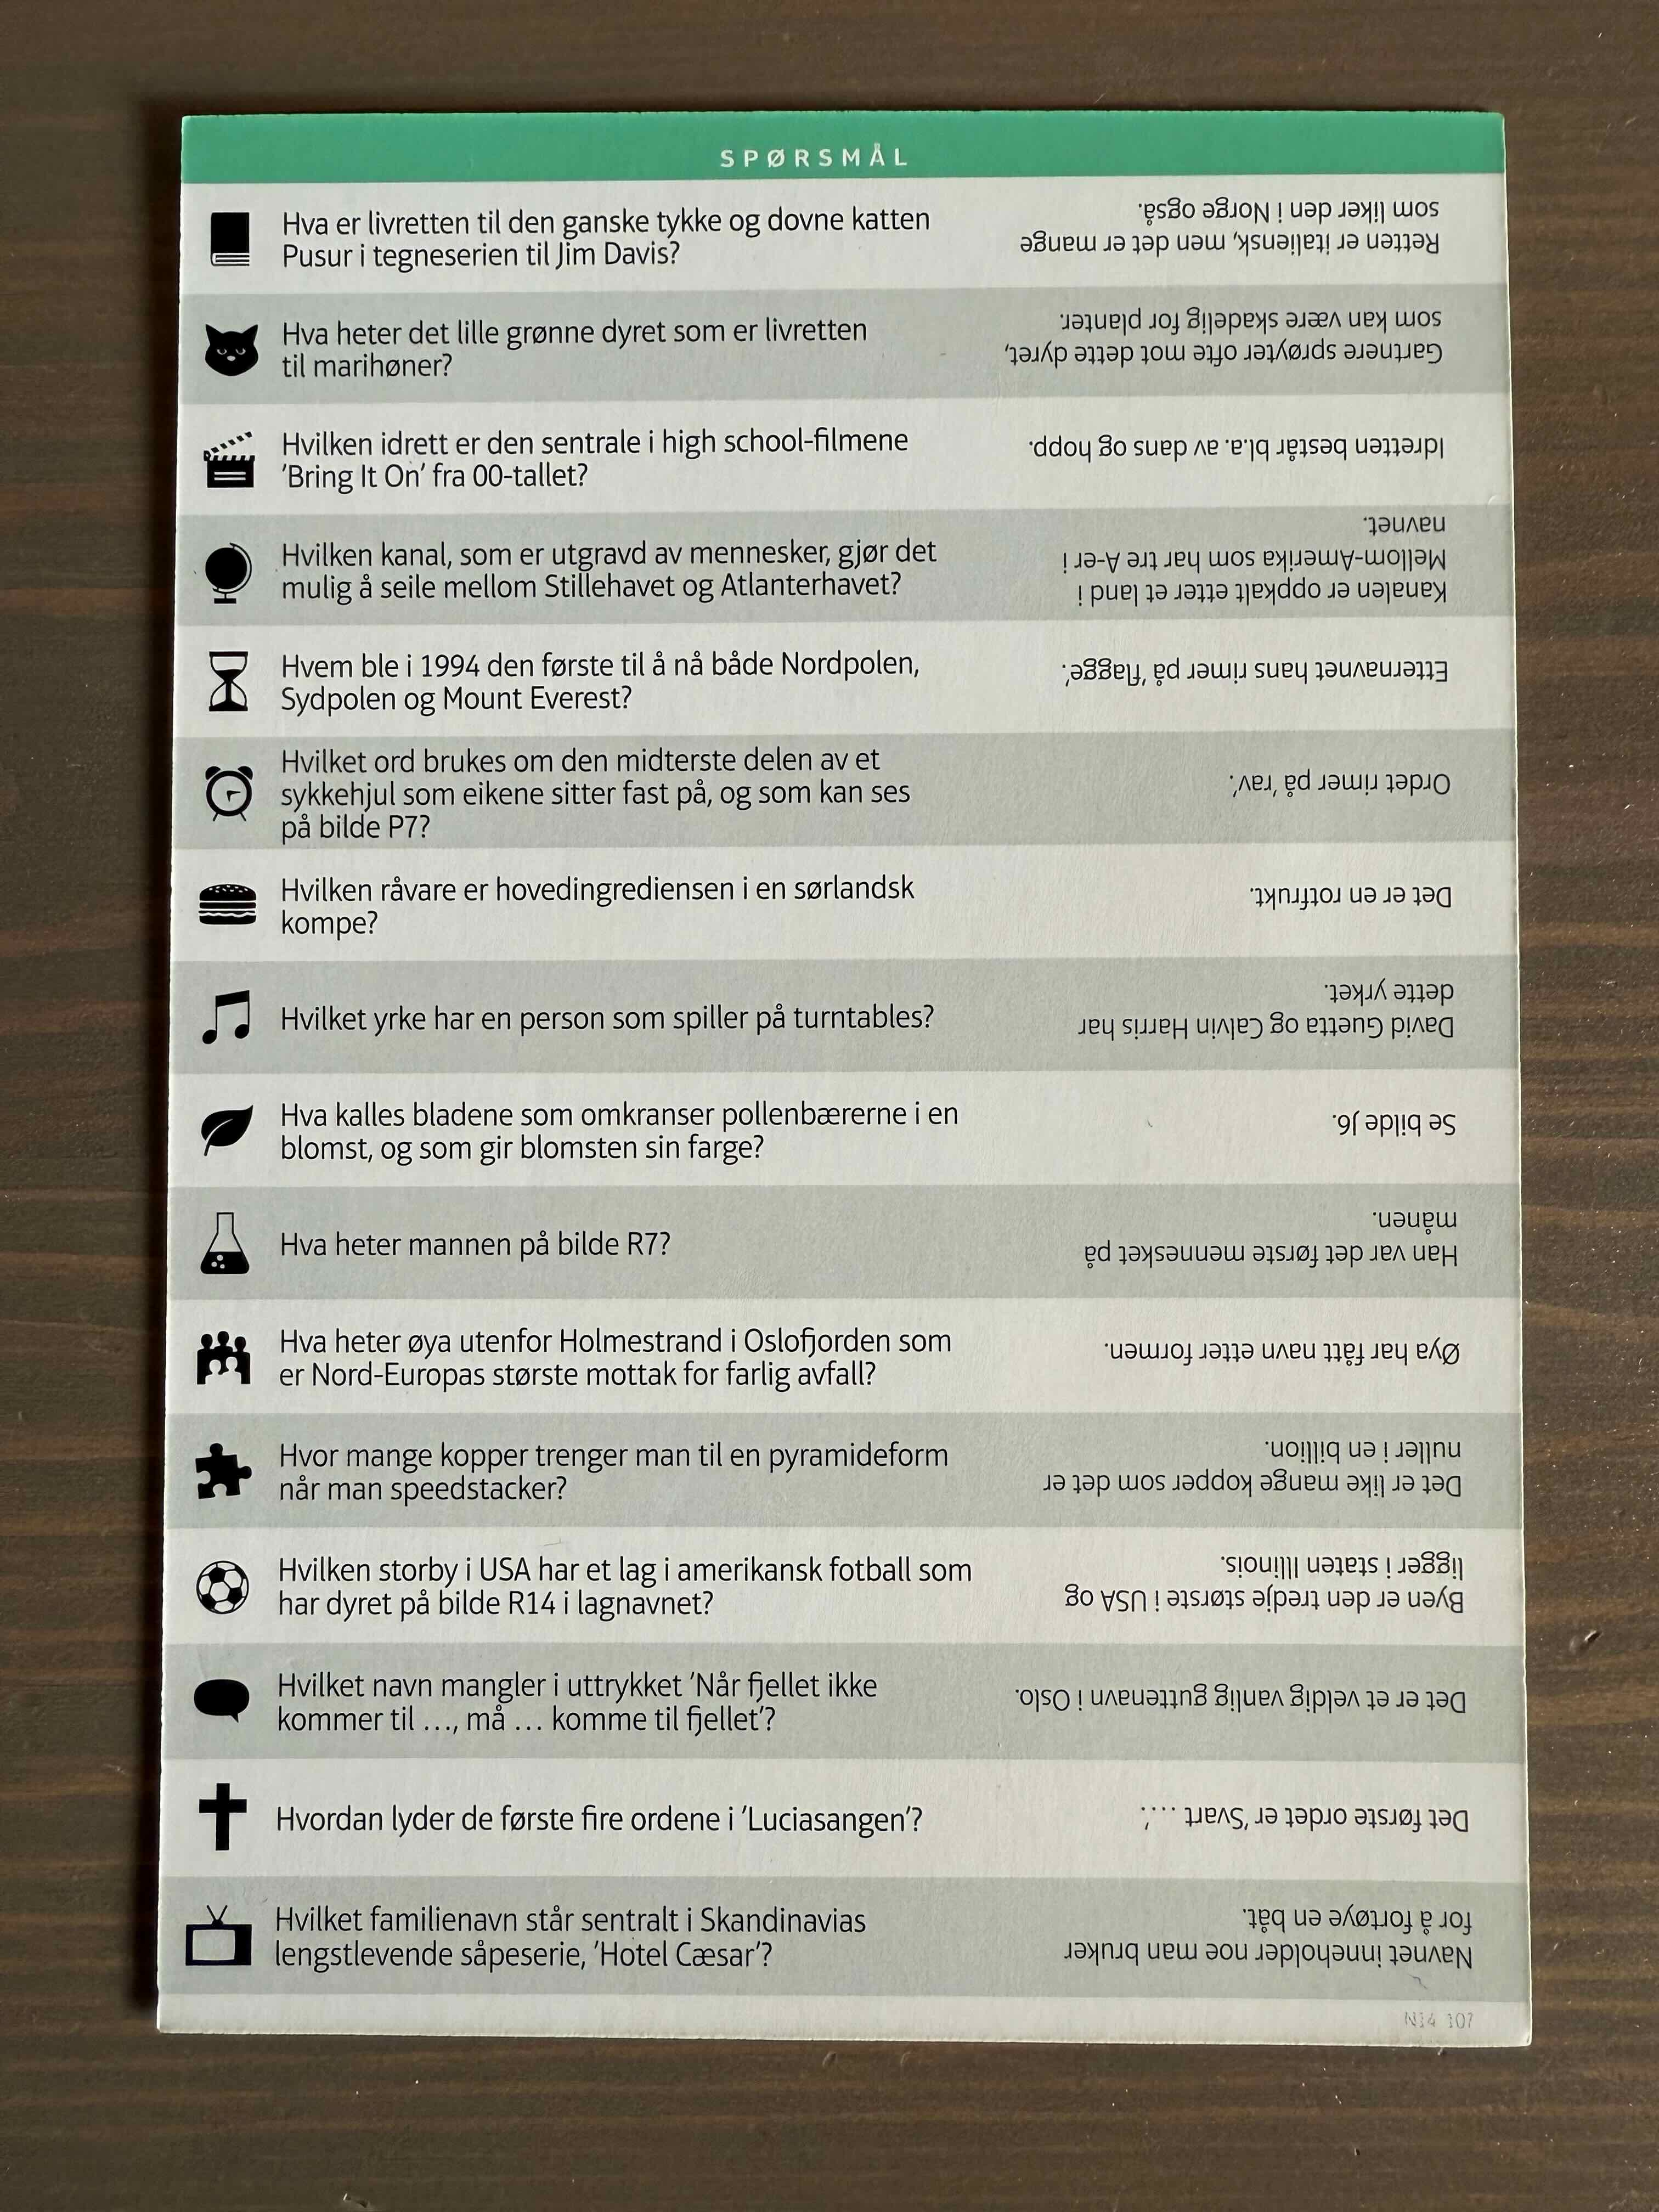 SPØRSMÅL
Hva er livretten til den ganske tykke og dovne katten
Pusur i tegneserien til Jim Davis?
Retten er italiensk, men det er mange
som liker den i Norge også.
Hva heter det lille grønne dyret som er livretten
til marihøner?
Gartnere sprøyter ofte mot dette dyret,
som kan være skadelig for planter.
Hvilken idrett er den sentrale i high school-filmene
’Bring It On’ fra 00-tallet?
Idretten består bl.a. av dans og hopp.
Hvilken kanal, som er utgravd av mennesker, gjør det
mulig å seile mellom Stillehavet og Atlanterhavet?
Kanalen er oppkalt etter et land i
Mellom-Amerika som har tre A-er i
navnet.
Hvem ble i 1994 den første til å nå både Nordpolen,
Sydpolen og Mount Everest?
Etternavnet hans rimer på ’flagge’.
Hvilket ord brukes om den midterste delen av et
sykkehjul som eikene sitter fast på, og som kan ses
på bilde P7?
Ordet rimer på ’rav’.
Hvilken råvare er hovedingrediensen i en sørlandsk
kompe?
Det er en rotfrukt.
Hvilket yrke har en person som spiller på turntables?
David Guetta og Calvin Harris har
dette yrket.
Hva kalles bladene som omkranser pollenbærerne i en
blomst, og som gir blomsten sin farge?
Se bilde J6.
Hva heter mannen på bilde R7?
Han var det første mennesket på
månen.
Hva heter øya utenfor Holmestrand i Oslofjorden som
er Nord-Europas største mottak for farlig avfall?
Øya har fått navn etter formen.
Hvor mange kopper trenger man til en pyramideform
når man speedstacker?
Det er like mange kopper som det er
nuller i en billion.
Hvilken storby i USA har et lag i amerikansk fotball som
har dyret på bilde R14 i lagnavnet?
Byen er den tredje største i USA og
ligger i staten Illinois.
Hvilket navn mangler i uttrykket ’Når fjellet ikke
kommer til ..., må ... komme til fjellet’?
Det er et veldig vanlig guttenavn i Oslo.
Hvordan lyder de første fire ordene i ’Luciasangen’?
Det første ordet er ’Svart ...’.
Hvilket familienavn står sentralt i Skandinavias
lengstlevende såpeserie, ’Hotel Cæsar’?
Navnet inneholder noe man bruker
for å fortøye en båt.
N14 107